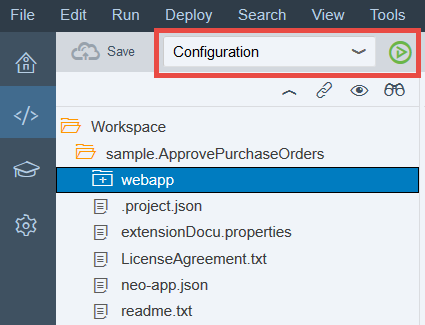 File Edit Run Deploy Search View Tools
Save Configuration
Workspace
sample.ApprovePurchaseOrders
webapp
.project.json
extensionDocu.properties
LicenseAgreement.txt
neo-app.json
readme.txt